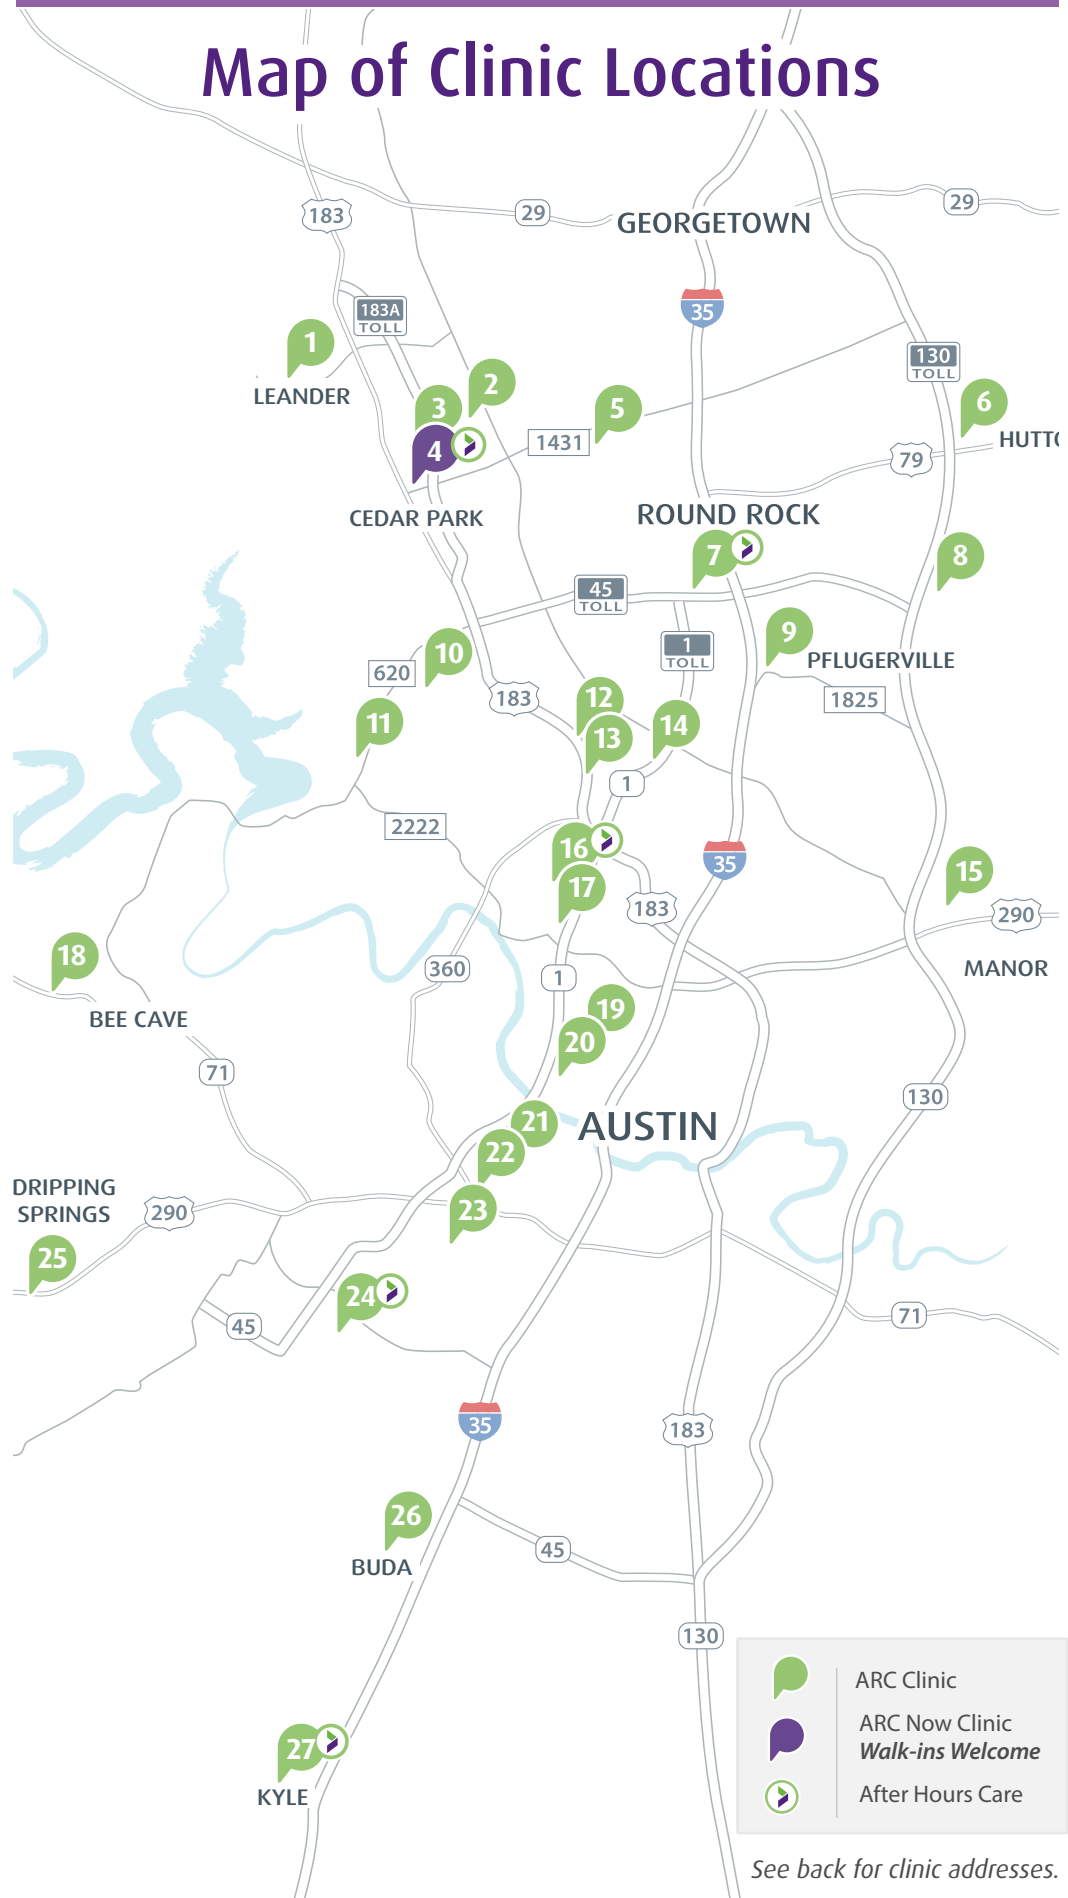 Map of Clinic Locations
183
29
GEORGETOWN
29
183A
TOLL
35
1
LEANDER
2
130
TOLL
3
5
6
4
1431
HUTTO
79
CEDAR PARK
ROUND ROCK
7
8
45
TOLL
9
10
1
TOLL
PFLUGERVILLE
620
183
12
1825
11
13
14
1
2222
16
35
15
17
183
290
18
360
1
MANOR
BEE CAVE
19
20
71
130
21
AUSTIN
22
DRIPPING
SPRINGS
290
23
25
24
45
71
35
183
26
45
BUDA
130
27
KYLE
ARC Clinic
ARC Now Clinic
Walk-ins Welcome
After Hours Care
See back for clinic addresses.